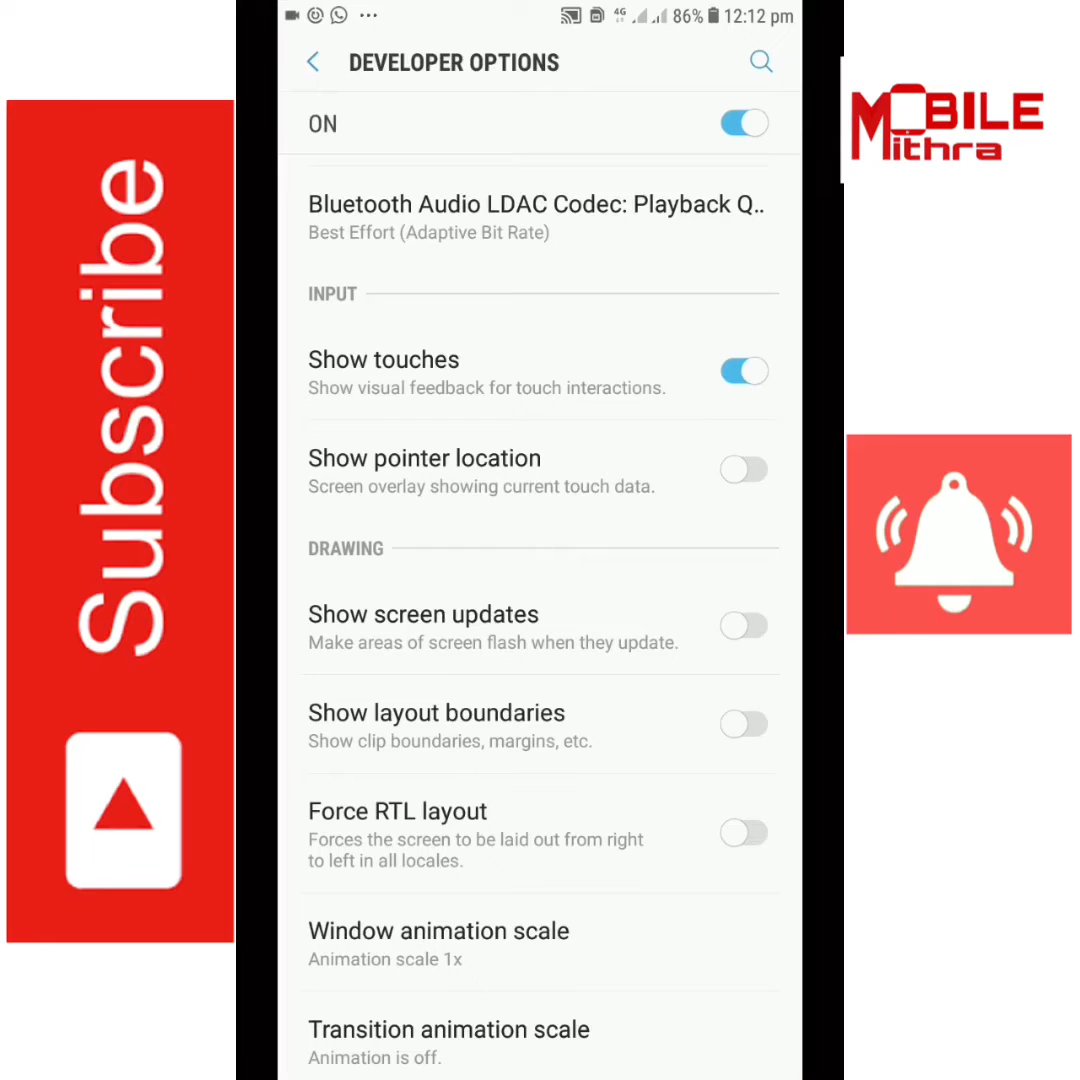 4G 86% 12:12 pm
DEVELOPER OPTIONS
ON
Bluetooth Audio LDAC Codec: Playback Q..
Best Effort (Adaptive Bit Rate)
INPUT
Show touches
Show visual feedback for touch interactions.
Show pointer location
Screen overlay showing current touch data.
DRAWING
Show screen updates
Make areas of screen flash when they update.
Show layout boundaries
Show clip boundaries, margins, etc.
Force RTL layout
Forces the screen to be laid out from right
to left in all locales.
Window animation scale
Animation scale 1x
Transition animation scale
Animation is off.
Subscribe
MOBILE
Mithra